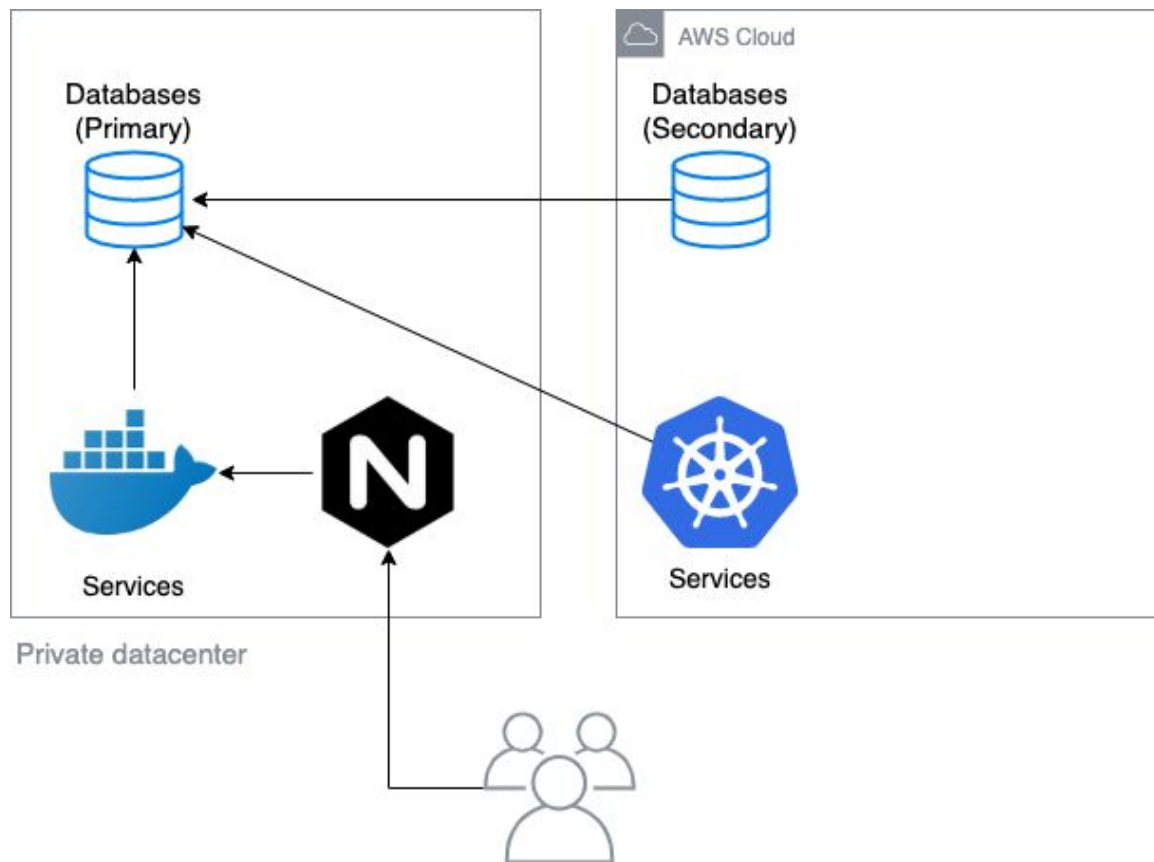 AWS Cloud
Databases
(Primary)
Databases
(Secondary)
N
Services
Services
Private datacenter